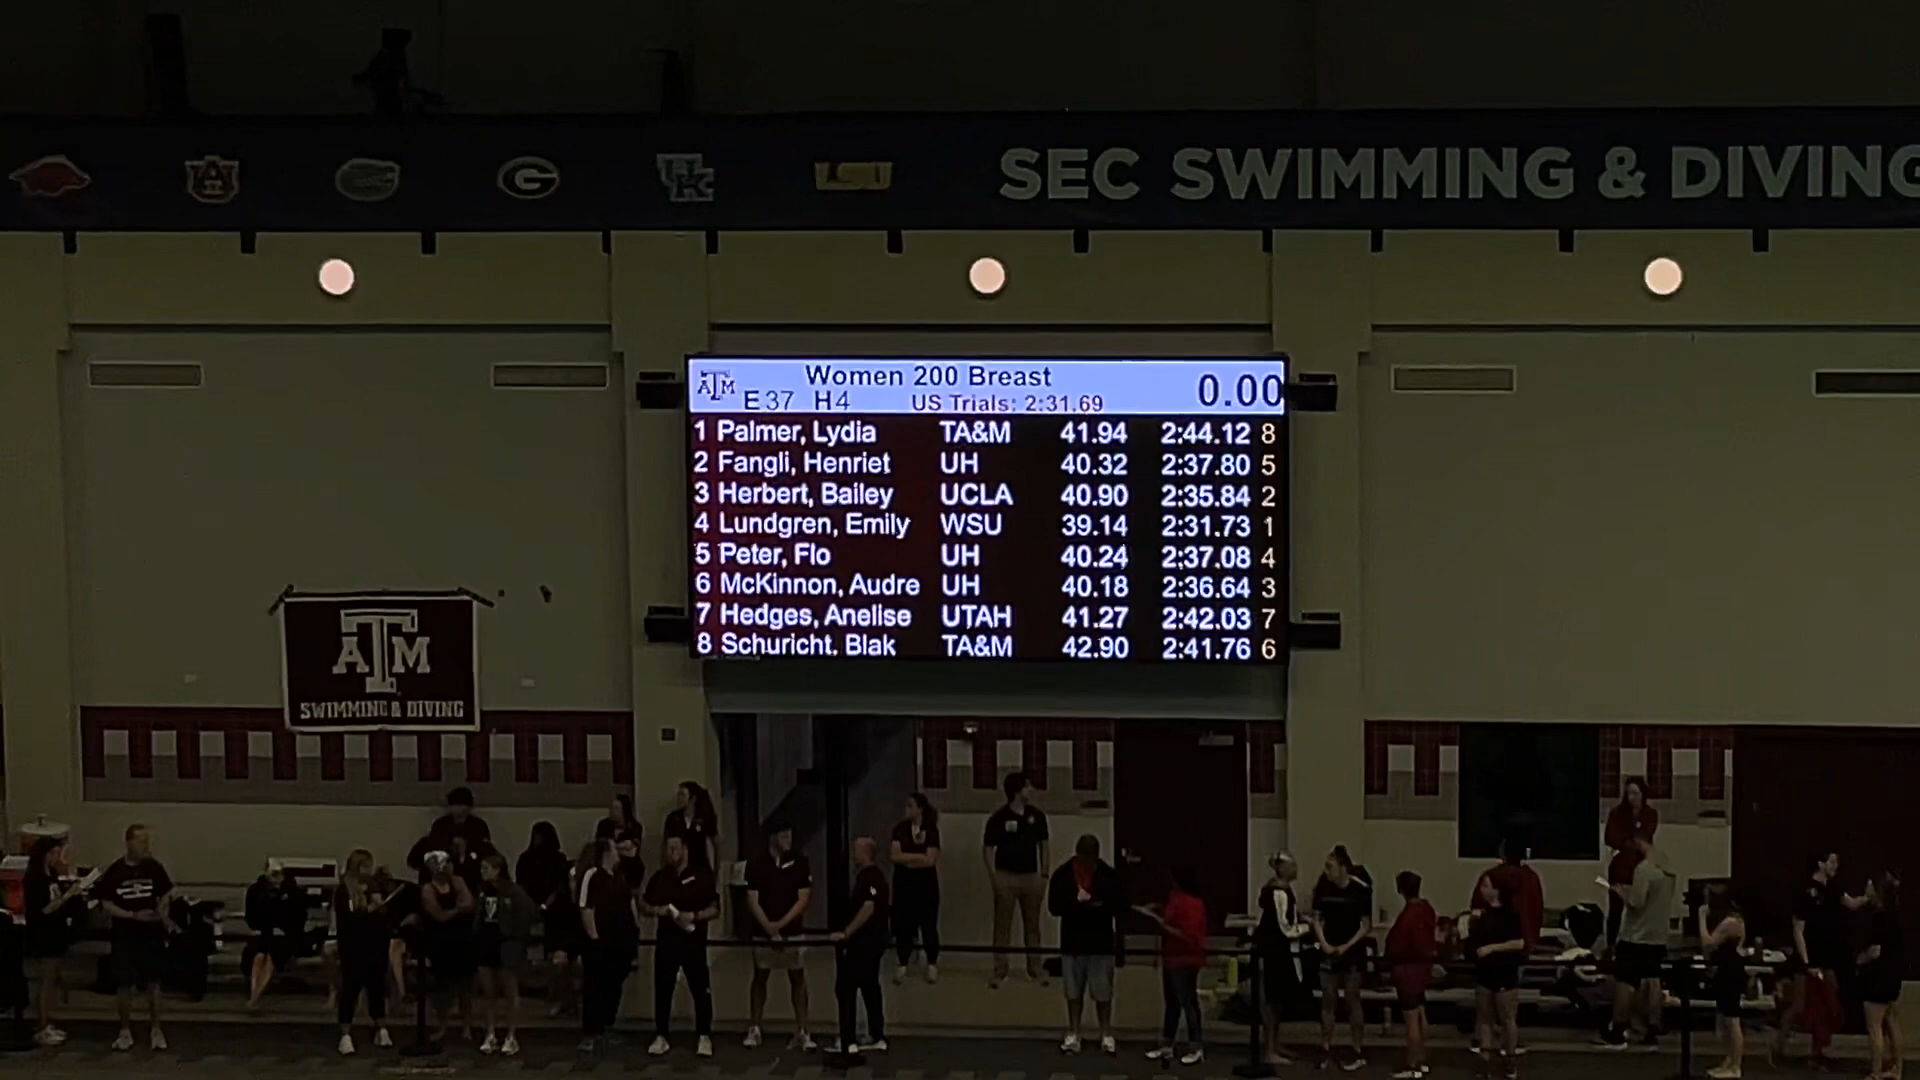 SEC SWIMMING & DIVING
LSU
Women 200 Breast
0.00
ATM E 37 H 4 US Trials: 2:31.69
1 Palmer, Lydia TA&M 41.94 2:44.12 8
2 Fangli, Henriet UH 40.32 2:37.80 5
3 Herbert, Bailey UCLA 40.90 2:35.84 2
4 Lundgren, Emily WSU 39.14 2:31.73 1
5 Peter, Flo UH 40.24 2:37.08 4
6 McKinnon, Audre UH 40.18 2:36.64 3
7 Hedges, Anelise UTAH 41.27 2:42.03 7
8 Schuricht. Blak TA&M 42.90 2:41.76 6
ATM
SWIMMING & DIVING